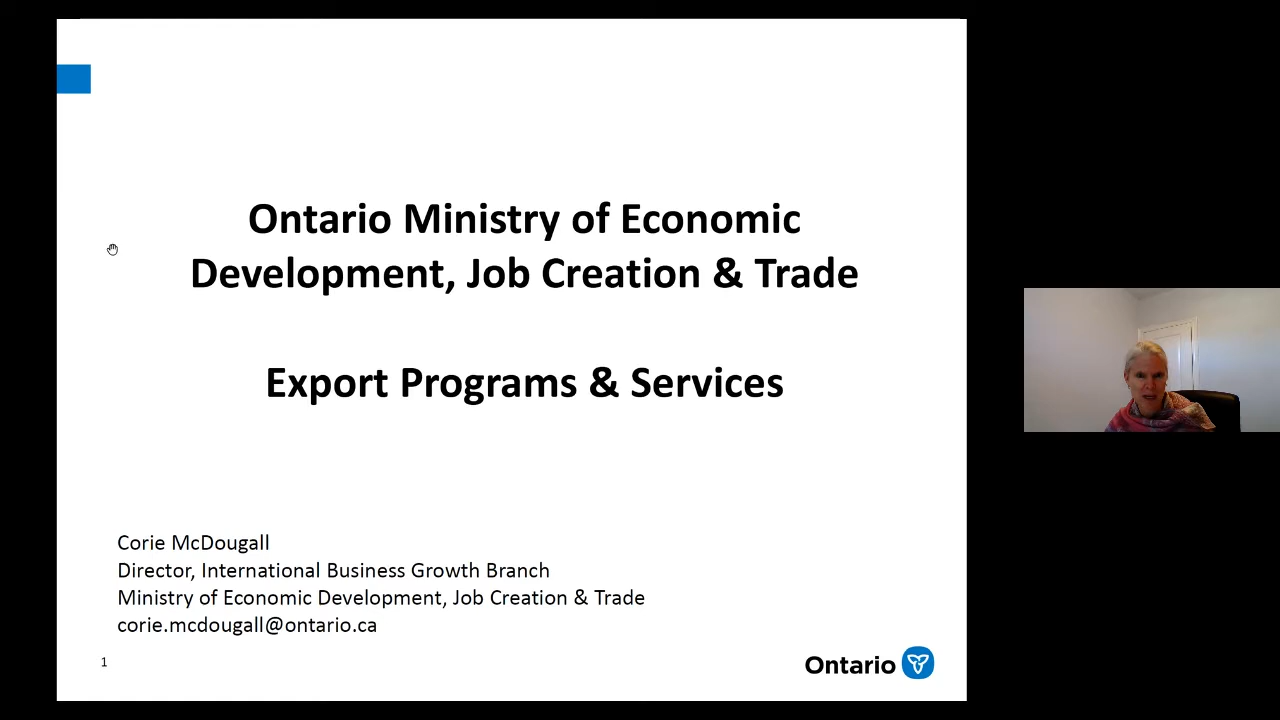 Ontario Ministry of Economic
Development, Job Creation & Trade
Export Programs & Services
Corie McDougall
Director, International Business Growth Branch
Ministry of Economic Development, Job Creation & Trade
corie.mcdougall@ontario.ca
1
Ontario